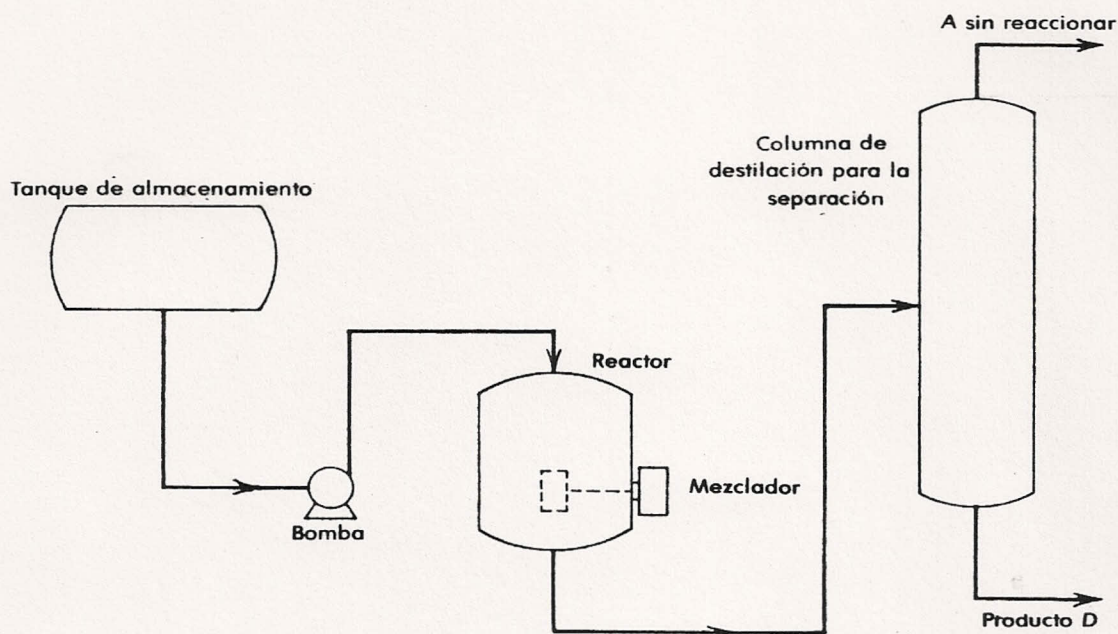 A sin reaccionar
Columna de
destilación para la
separación
Tanque de almacenamiento
Reactor
Mezclador
Bomba
Producto D